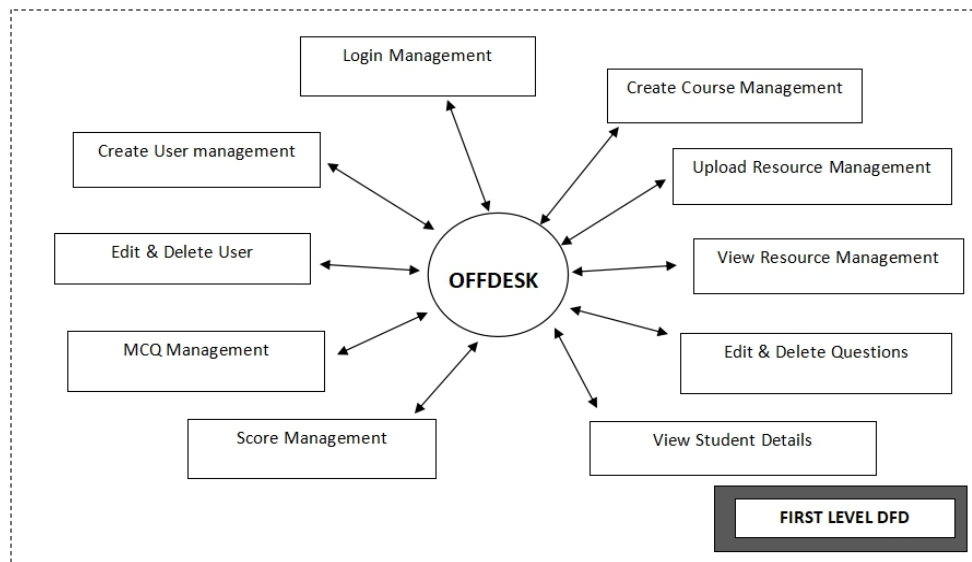 Login Management
Create Course Management
Create User management
Upload Resource Management
Edit & Delete User
OFFDESK
View Resource Management
MCQ Management
Edit & Delete Questions
Score Management
View Student Details
FIRST LEVEL DFD